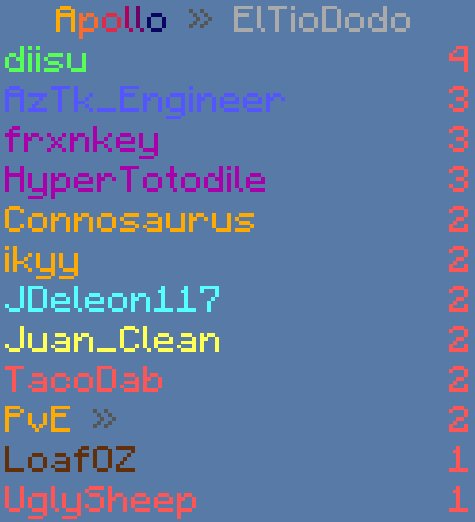 Apollo » ElTioDodo
diisu 4
AzTk_Engineer 3
frxnkey 3
HyperTotodile 3
Connosaurus 2
ikyy 2
JDeleon117 2
Juan_Clean 2
TacoDab 2
PvE » 2
LoafOZ 1
UglySheep 1